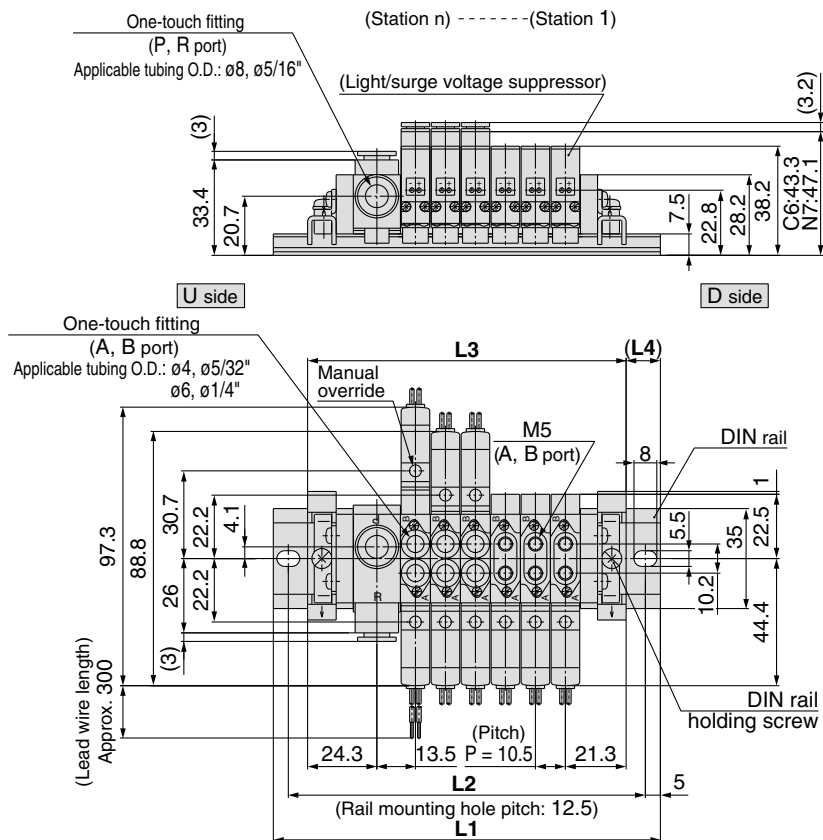 One-touch fitting
(P, R port)
Applicable tubing O.D.: ø8, ø5/16"
(Station n) ------- (Station 1)
(Light/surge voltage suppressor)
(3)
33.4
20.7
(3.2)
7.5
22.8
28.2
38.2
C6:43.3
N7:47.1
U side
D side
One-touch fitting
(A, B port)
Applicable tubing O.D.: ø4, ø5/32"
ø6, ø1/4"
L3
(L4)
Manual
override
M5
(A, B port)
DIN rail
8
1
97.3
88.8
30.7
22.2
4.1
26
22.2
(3)
5.5
35
22.5
10.2
44.4
B
B
B
B
B
B
P
R
A
A
A
A
A
A
(Lead wire length)
Approx. 300
DIN rail
holding screw
24.3
13.5
(Pitch)
P = 10.5
21.3
L2
5
(Rail mounting hole pitch: 12.5)
L1